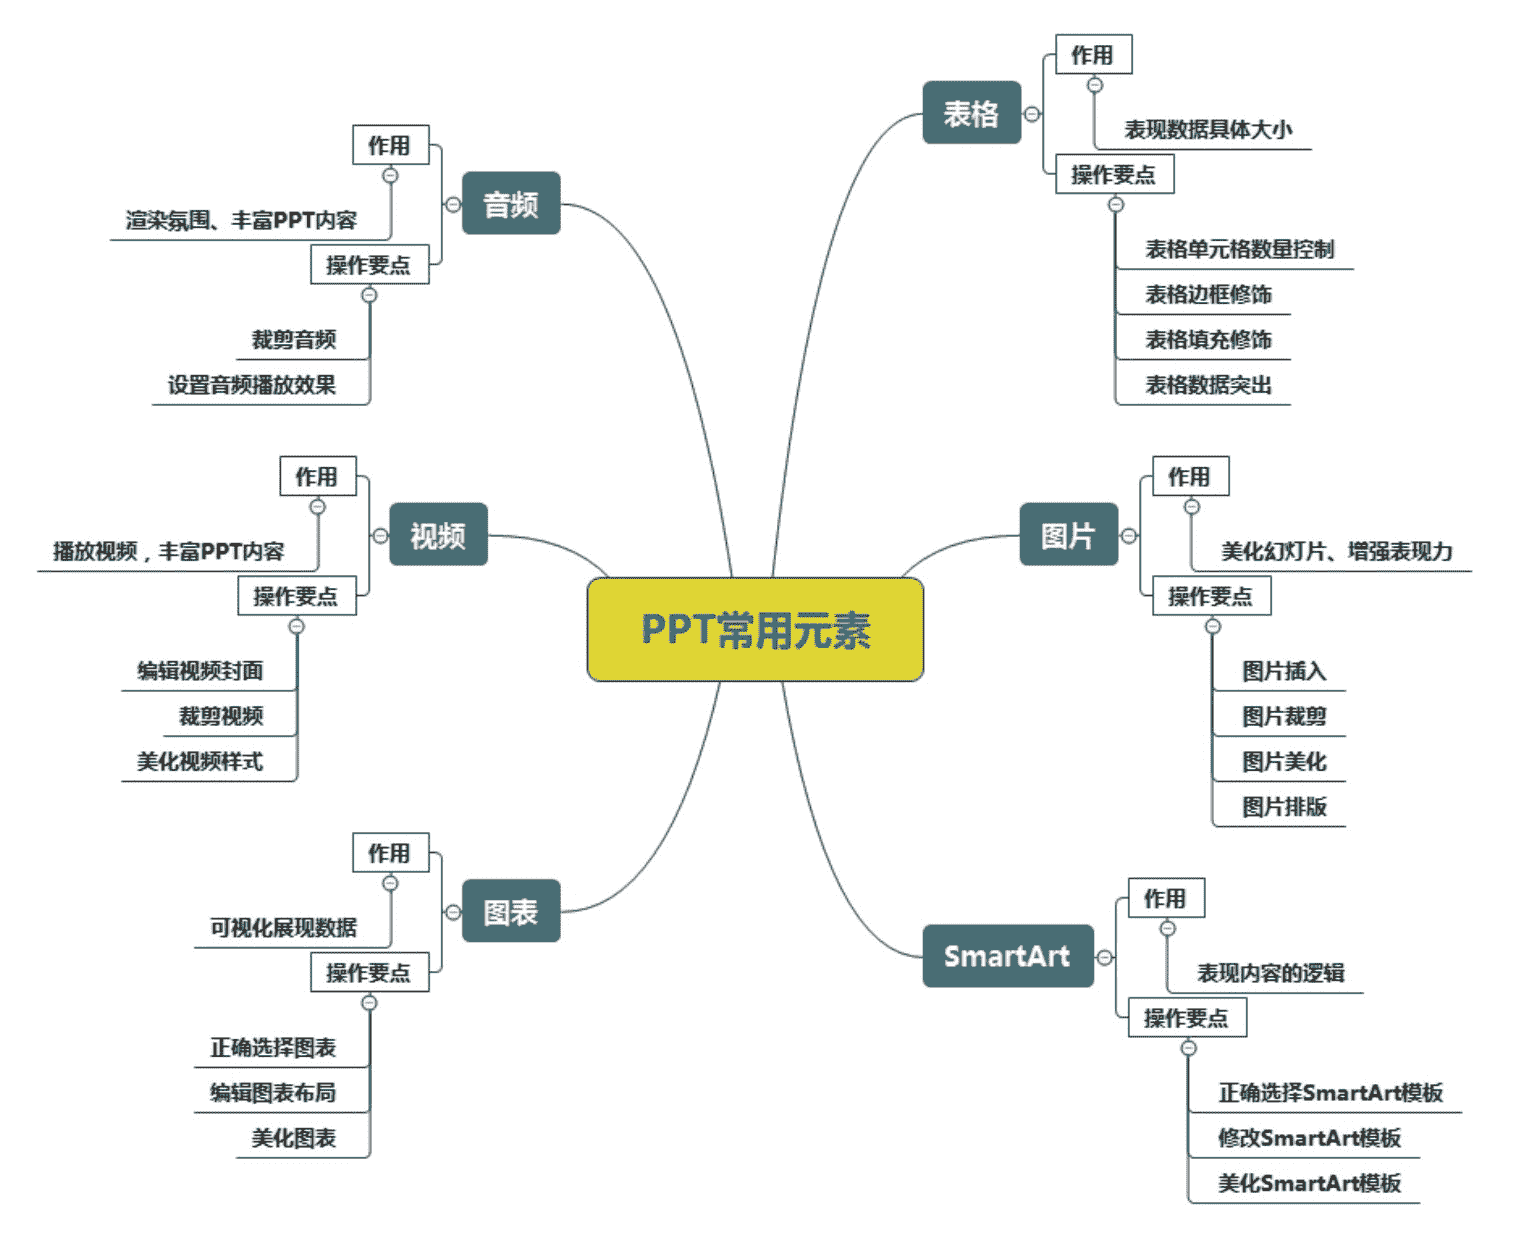 PPT常用元素
表格
作用
表现数据具体大小
操作要点
表格单元格数量控制
表格边框修饰
表格填充修饰
表格数据突出
图片
作用
美化幻灯片、增强表现力
操作要点
图片插入
图片裁剪
图片美化
图片排版
SmartArt
作用
表现内容的逻辑
操作要点
正确选择SmartArt模板
修改SmartArt模板
美化SmartArt模板
音频
作用
渲染氛围、丰富PPT内容
操作要点
裁剪音频
设置音频播放效果
视频
作用
播放视频，丰富PPT内容
操作要点
编辑视频封面
裁剪视频
美化视频样式
图表
作用
可视化展现数据
操作要点
正确选择图表
编辑图表布局
美化图表